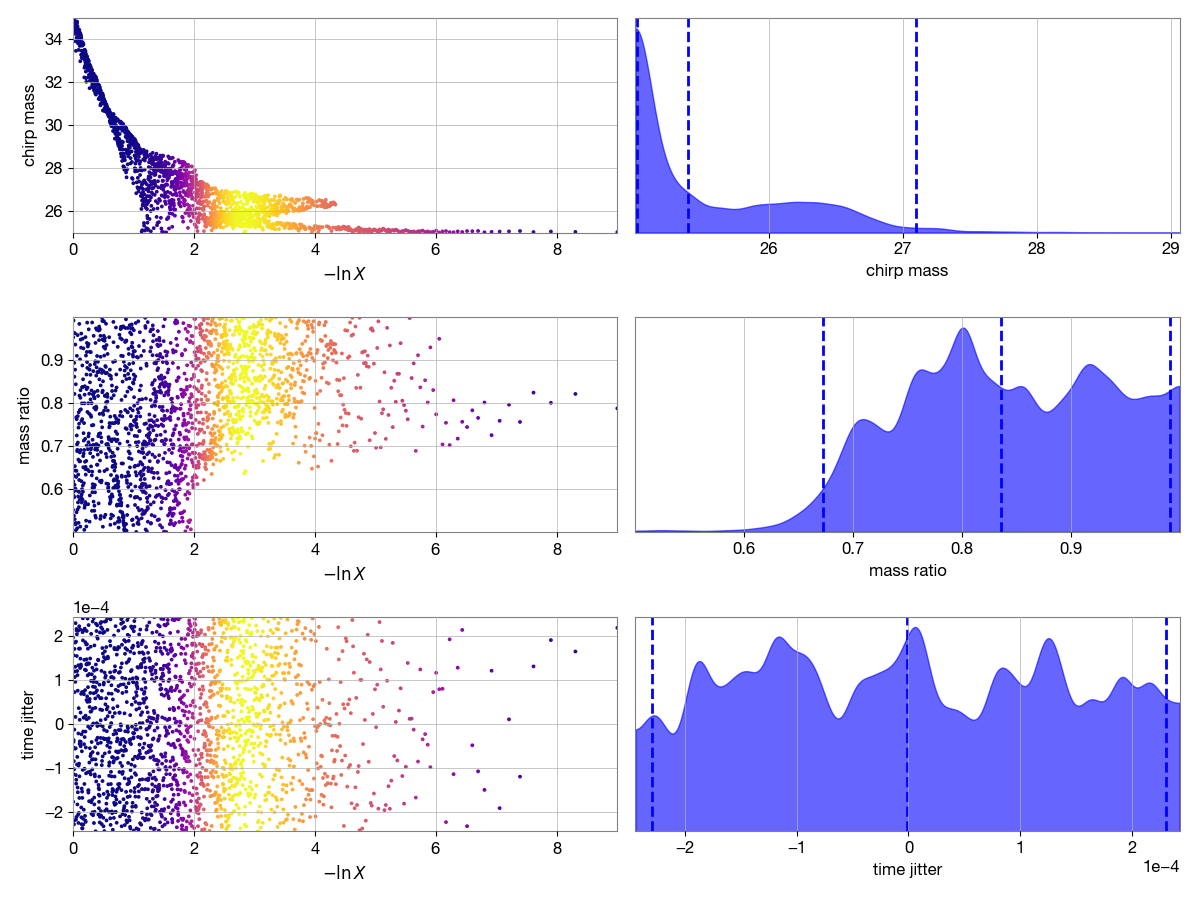 34
32
30
28
26
chirp mass
0 2 4 6 8
−ln X
26 27 28 29
chirp mass
0.9
0.8
0.7
0.6
mass ratio
0 2 4 6 8
−ln X
0.6 0.7 0.8 0.9
mass ratio
1e−4
2
1
0
−1
−2
time jitter
0 2 4 6 8
−ln X
−2 −1 0 1 2
1e−4
time jitter